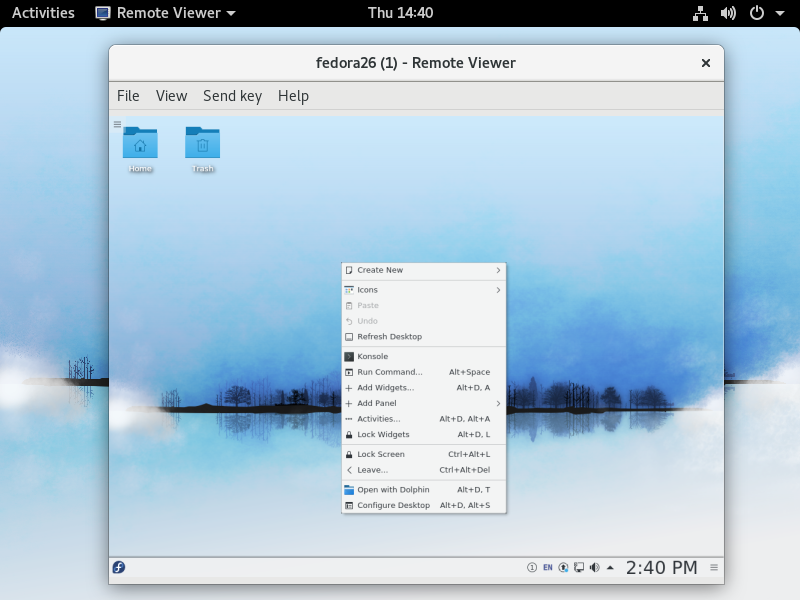 Activities Remote Viewer Thu 14:40
fedora26 (1) - Remote Viewer
File View Send key Help
Home Trash
Create New
Icons
Paste
Undo
Refresh Desktop
Konsole
Run Command... Alt+Space
Add Widgets... Alt+D, A
Add Panel
Activities... Alt+D, Alt+A
Lock Widgets Alt+D, L
Lock Screen Ctrl+Alt+L
Leave... Ctrl+Alt+Del
Open with Dolphin Alt+D, T
Configure Desktop Alt+D, Alt+S
EN 2:40 PM